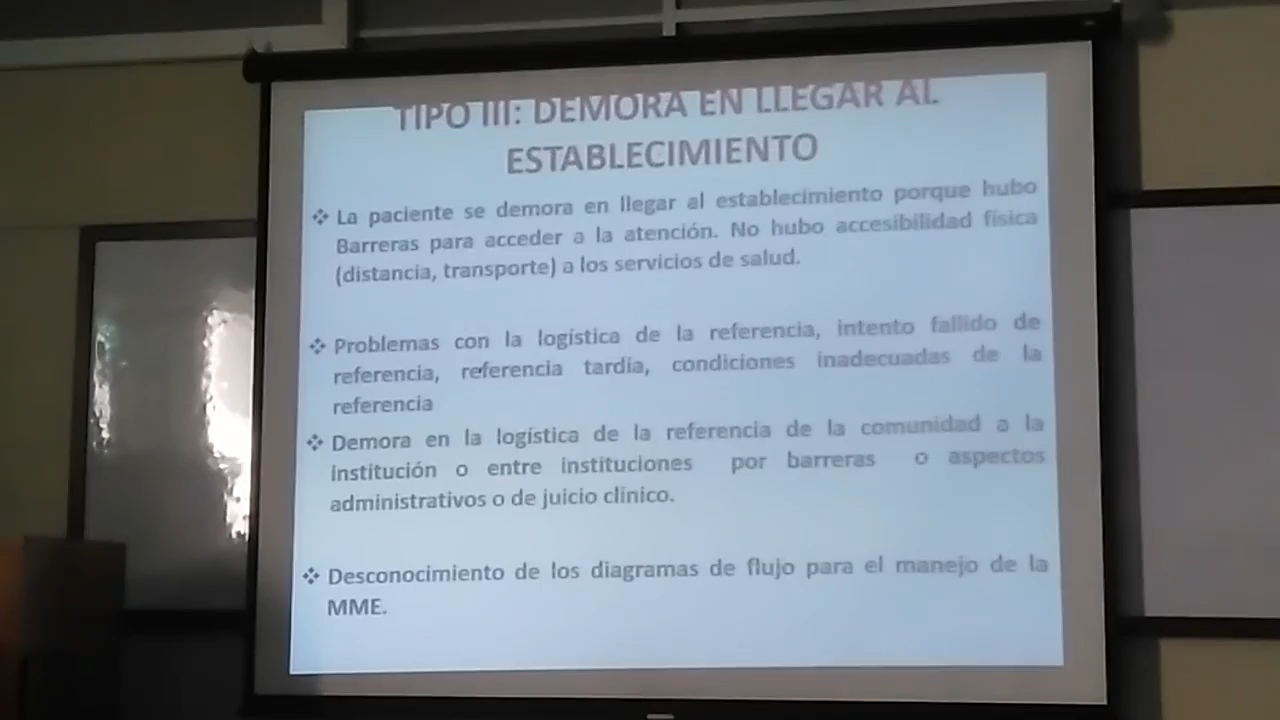 TIPO III: DEMORA EN LLEGAR AL
ESTABLECIMIENTO
❖ La paciente se demora en llegar al establecimiento porque hubo
Barreras para acceder a la atención. No hubo accesibilidad física
(distancia, transporte) a los servicios de salud.
❖ Problemas con la logística de la referencia, intento fallido de
referencia, referencia tardía, condiciones inadecuadas de la
referencia
❖ Demora en la logística de la referencia de la comunidad a la
institución o entre instituciones por barreras o aspectos
administrativos o de juicio clínico.
❖ Desconocimiento de los diagramas de flujo para el manejo de la
MME.